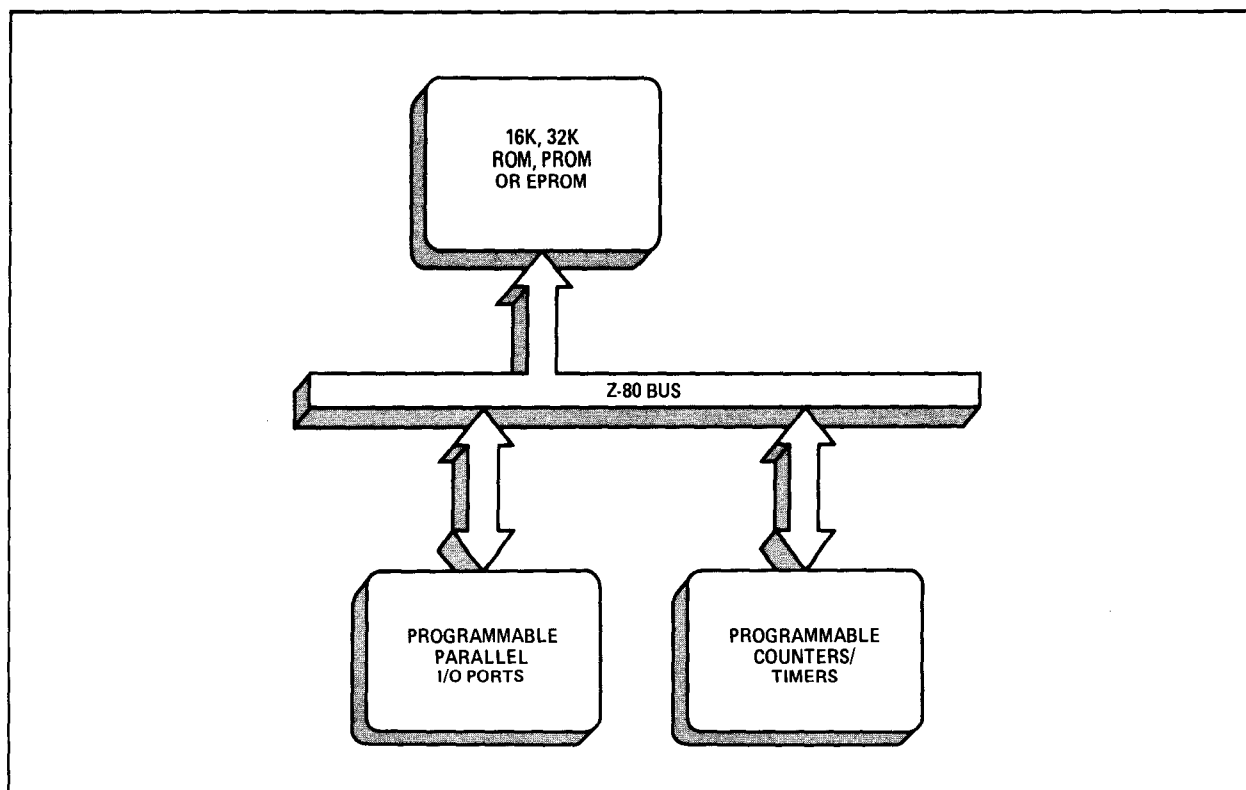 16K, 32K
ROM, PROM
OR EPROM
Z-80 BUS
PROGRAMMABLE
PARALLEL
I/O PORTS
PROGRAMMABLE
COUNTERS/
TIMERS